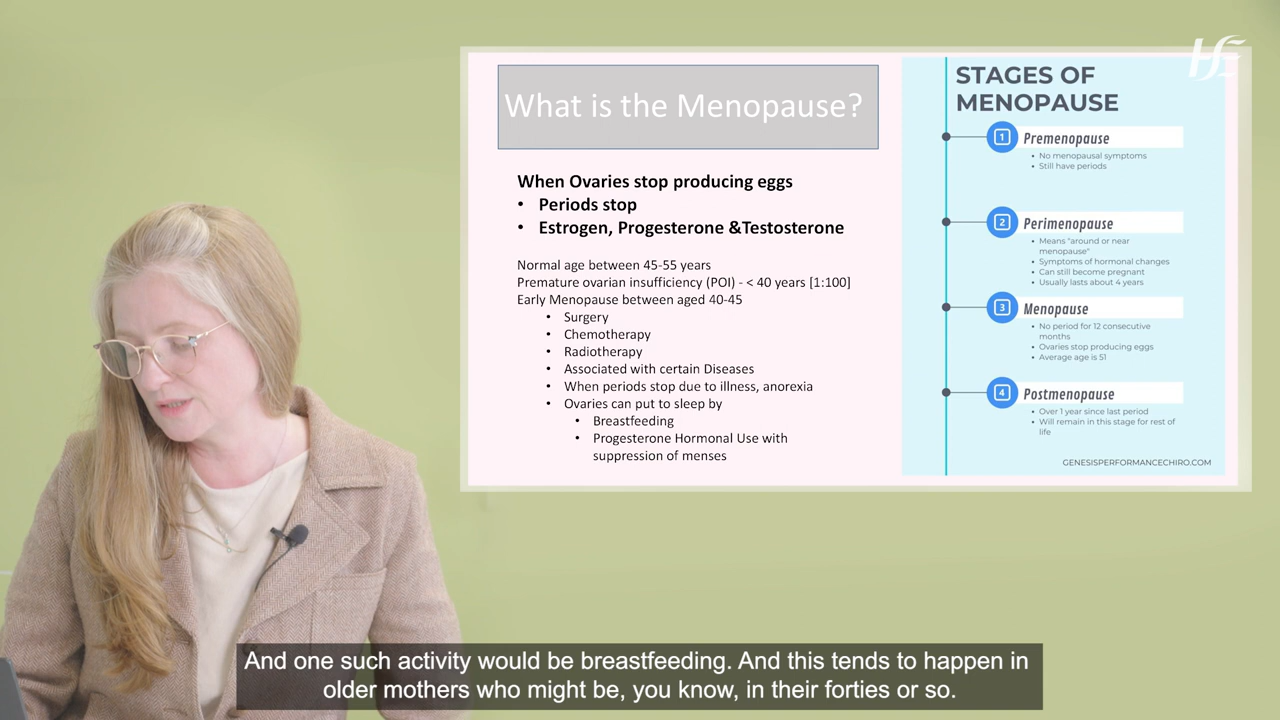 HSE
What is the Menopause?
When Ovaries stop producing eggs
• Periods stop
• Estrogen, Progesterone &Testosterone
Normal age between 45-55 years
Premature ovarian insufficiency (POI) - < 40 years [1:100]
Early Menopause between aged 40-45
• Surgery
• Chemotherapy
• Radiotherapy
• Associated with certain Diseases
• When periods stop due to illness, anorexia
• Ovaries can put to sleep by
• Breastfeeding
• Progesterone Hormonal Use with
suppression of menses
STAGES OF
MENOPAUSE
1
Premenopause
• No menopausal symptoms
• Still have periods
2
Perimenopause
• Means "around or near
menopause"
• Symptoms of hormonal changes
• Can still become pregnant
• Usually lasts about 4 years
3
Menopause
• No period for 12 consecutive
months
• Ovaries stop producing eggs
• Average age is 51
4
Postmenopause
• Over 1 year since last period
• Will remain in this stage for rest of
life
GENESISPERFORMANCECHIRO.COM
And one such activity would be breastfeeding. And this tends to happen in
older mothers who might be, you know, in their forties or so.